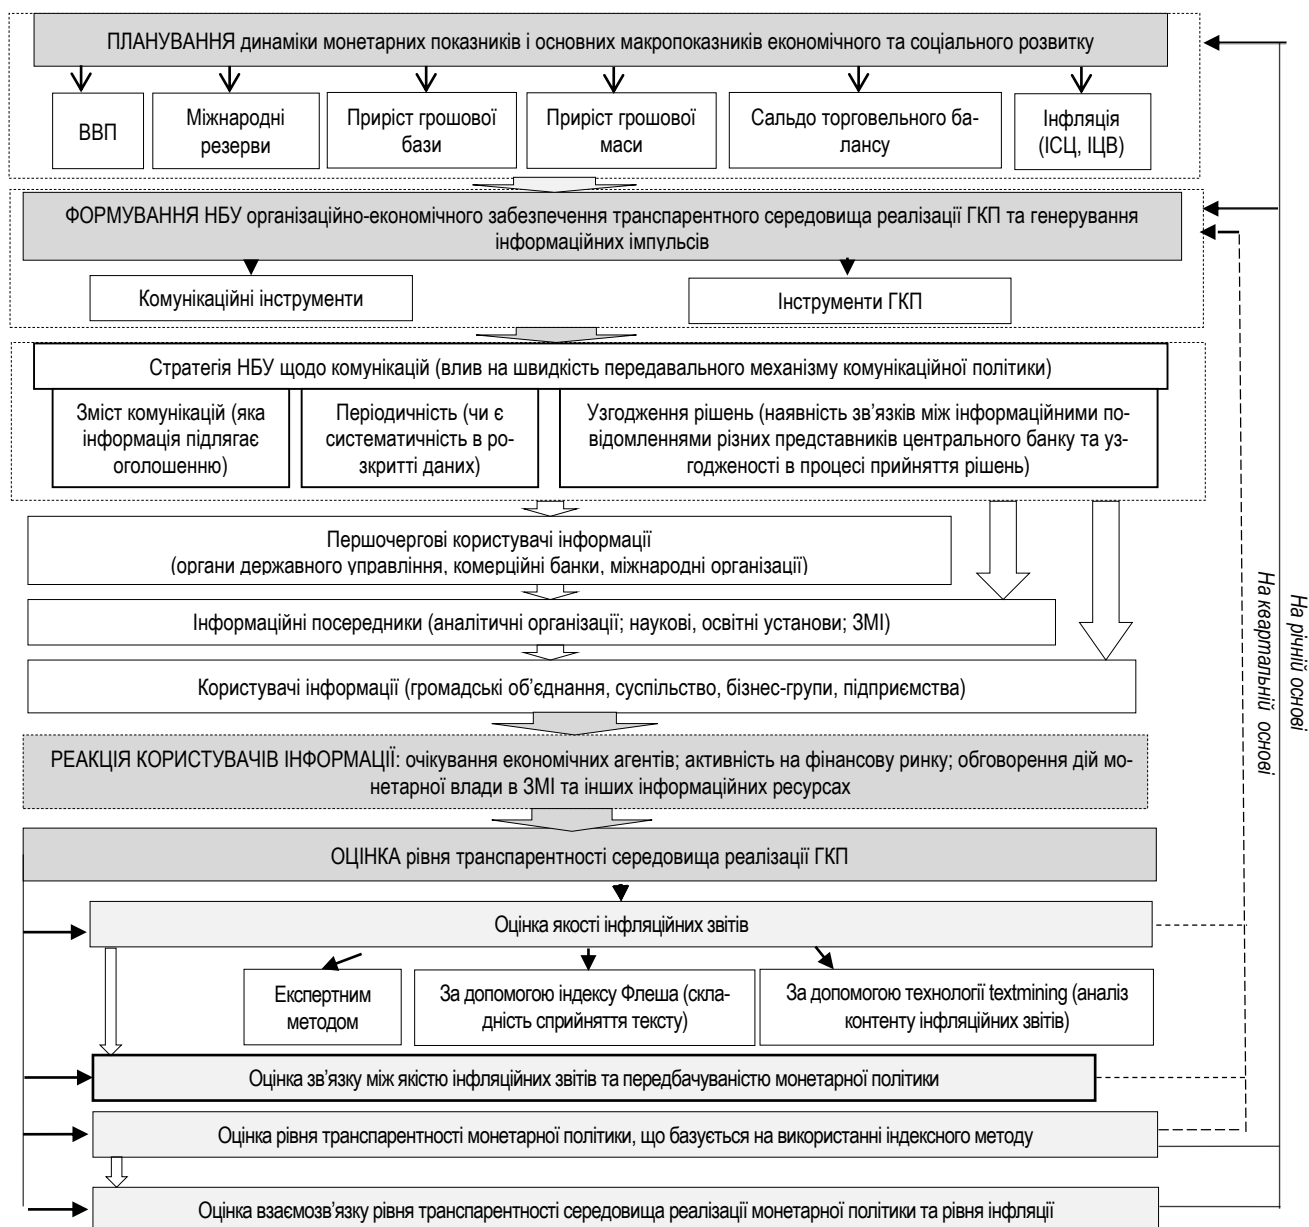 ПЛАНУВАННЯ динаміки монетарних показників і основних макропоказників економічного та соціального розвитку
ВВП
Міжнародні
резерви
Приріст грошової
бази
Приріст грошової
маси
Сальдо торговельного ба-
лансу
Інфляція
(ІСЦ, ІЦВ)
ФОРМУВАННЯ НБУ організаційно-економічного забезпечення транспарентного середовища реалізації ГКП та генерування
інформаційних імпульсів
Комунікаційні інструменти
Інструменти ГКП
Стратегія НБУ щодо комунікацій (влив на швидкість передавального механізму комунікаційної політики)
Зміст комунікацій (яка
інформація підлягає
оголошенню)
Періодичність (чи є
систематичність в ро-
зкритті даних)
Узгодження рішень (наявність зв’язків між інформаційними по-
відомленнями різних представників центрального банку та уз-
годженості в процесі прийняття рішень)
Першочергові користувачі інформації
(органи державного управління, комерційні банки, міжнародні організації)
Інформаційні посередники (аналітичні організації; наукові, освітні установи; ЗМІ)
Користувачі інформації (громадські об’єднання, суспільство, бізнес-групи, підприємства)
На річній основі
На квартальній основі
РЕАКЦІЯ КОРИСТУВАЧІВ ІНФОРМАЦІЇ: очікування економічних агентів; активність на фінансову ринку; обговорення дій мо-
нетарної влади в ЗМІ та інших інформаційних ресурсах
ОЦІНКА рівня транспарентності середовища реалізації ГКП
Оцінка якості інфляційних звітів
Експертним
методом
За допомогою індексу Флеша (скла-
дність сприйняття тексту)
За допомогою технології textmining (аналіз
контенту інфляційних звітів)
Оцінка зв’язку між якістю інфляційних звітів та передбачуваністю монетарної політики
Оцінка рівня транспарентності монетарної політики, що базується на використанні індексного методу
Оцінка взаємозв’язку рівня транспарентності середовища реалізації монетарної політики та рівня інфляції